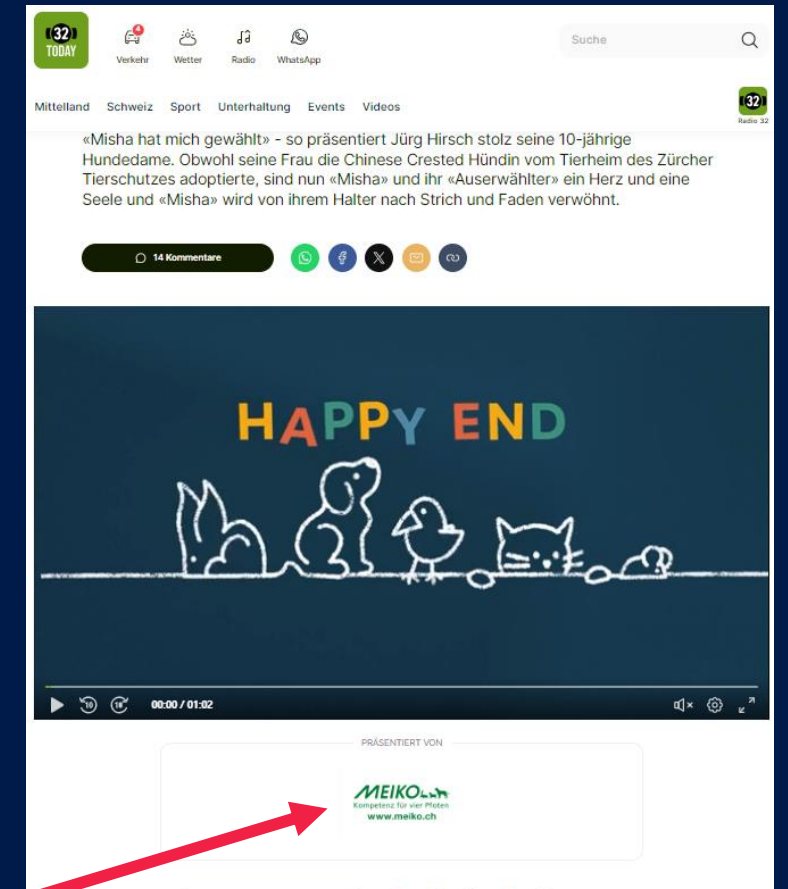 32
TODAY
4
Verkehr Wetter Radio WhatsApp
Suche
Mittelland Schweiz Sport Unterhaltung Events Videos
32
Radio 32
«Misha hat mich gewählt» - so präsentiert Jürg Hirsch stolz seine 10-jährige
Hundedame. Obwohl seine Frau die Chinese Crested Hündin vom Tierheim des Zürcher
Tierschutzes adoptierte, sind nun «Misha» und ihr «Auserwählter» ein Herz und eine
Seele und «Misha» wird von ihrem Halter nach Strich und Faden verwöhnt.
14 Kommentare
HAPPY END
10 10 00:00 / 01:02
PRÄSENTIERT VON
MEIKO
Kompetenz für vier Pfoten
www.meiko.ch